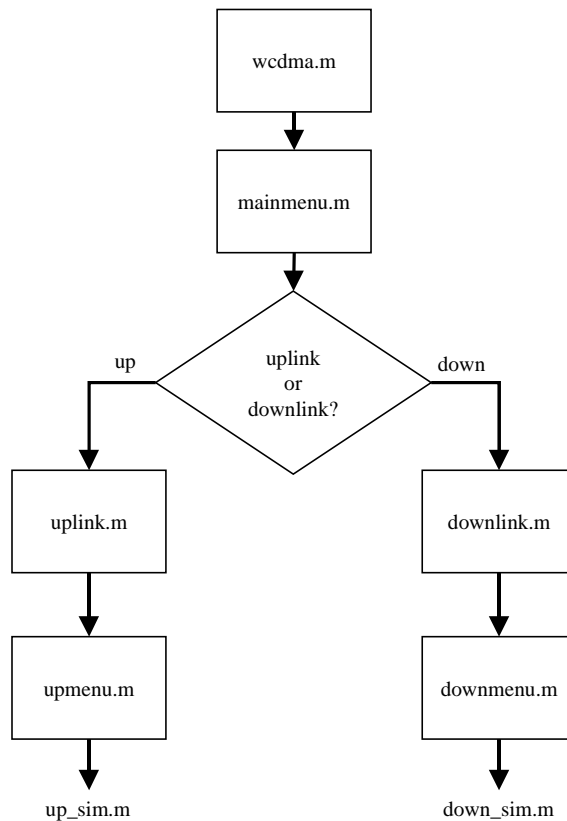 wcdma.m
mainmenu.m
uplink
or
downlink?
up
down
uplink.m
downlink.m
upmenu.m
downmenu.m
up_sim.m
down_sim.m